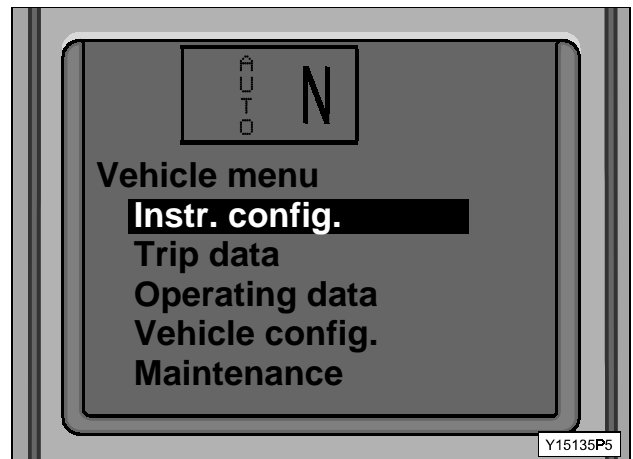 AUTO N
Vehicle menu
Instr. config.
Trip data
Operating data
Vehicle config.
Maintenance
Y15135P5